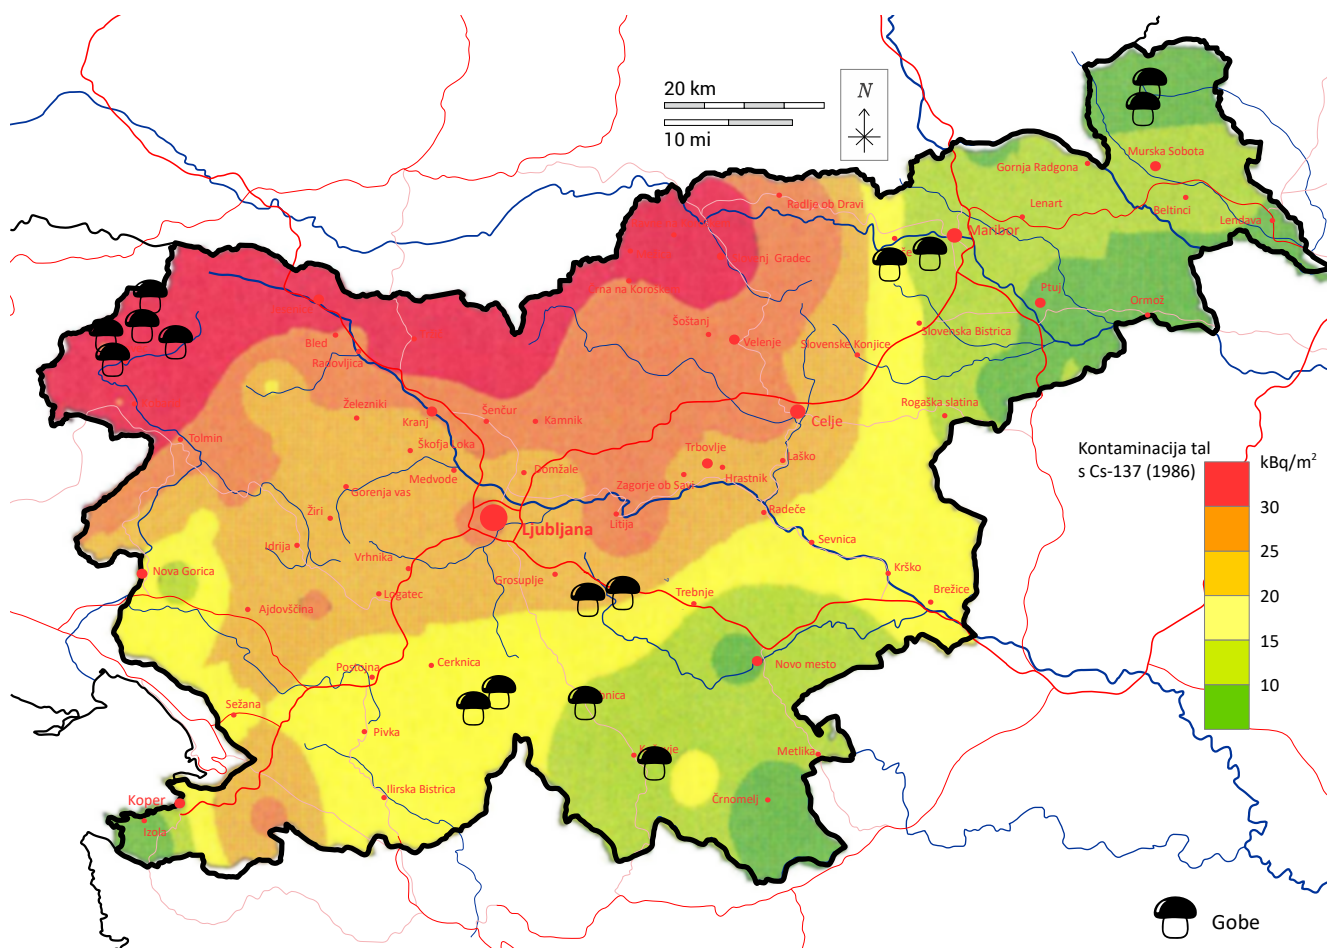 20 km
10 mi
N
Murska Sobota
Gornja Radgona
Radlje ob Dravi
Lenart
Beltinci
Lendava
Maribor
Gradec
rna na Koroškem
Ptuj
Ormož
Šoštanj
Velenje
Slovenska Bistrica
Slovenske Konjice
Bled
Radovljica
Železniki
Kranj
Šenčur
Kamnik
Celje
Rogaška slatina
Tolmin
Škofja
oka
Trbovlje
Laško
Medvode
Domžale
Hrastnik
Zagorje ob Savi
Gorenja vas
Žiri
Ljubljana
Litija
Radeče
Idrija
Vrhnika
Sevnica
Nova Gorica
Grosuplje
Krško
Ajdovščina
Logatec
Trebnje
Brežice
Postojna
Cerknica
Novo mesto
Sežana
Pivka
Metlika
Koper
Ilirska Bistrica
Črnomelj
Izola
Kontaminacija tal
s Cs-137 (1986)
kBq/m²
30
25
20
15
10
Gobe